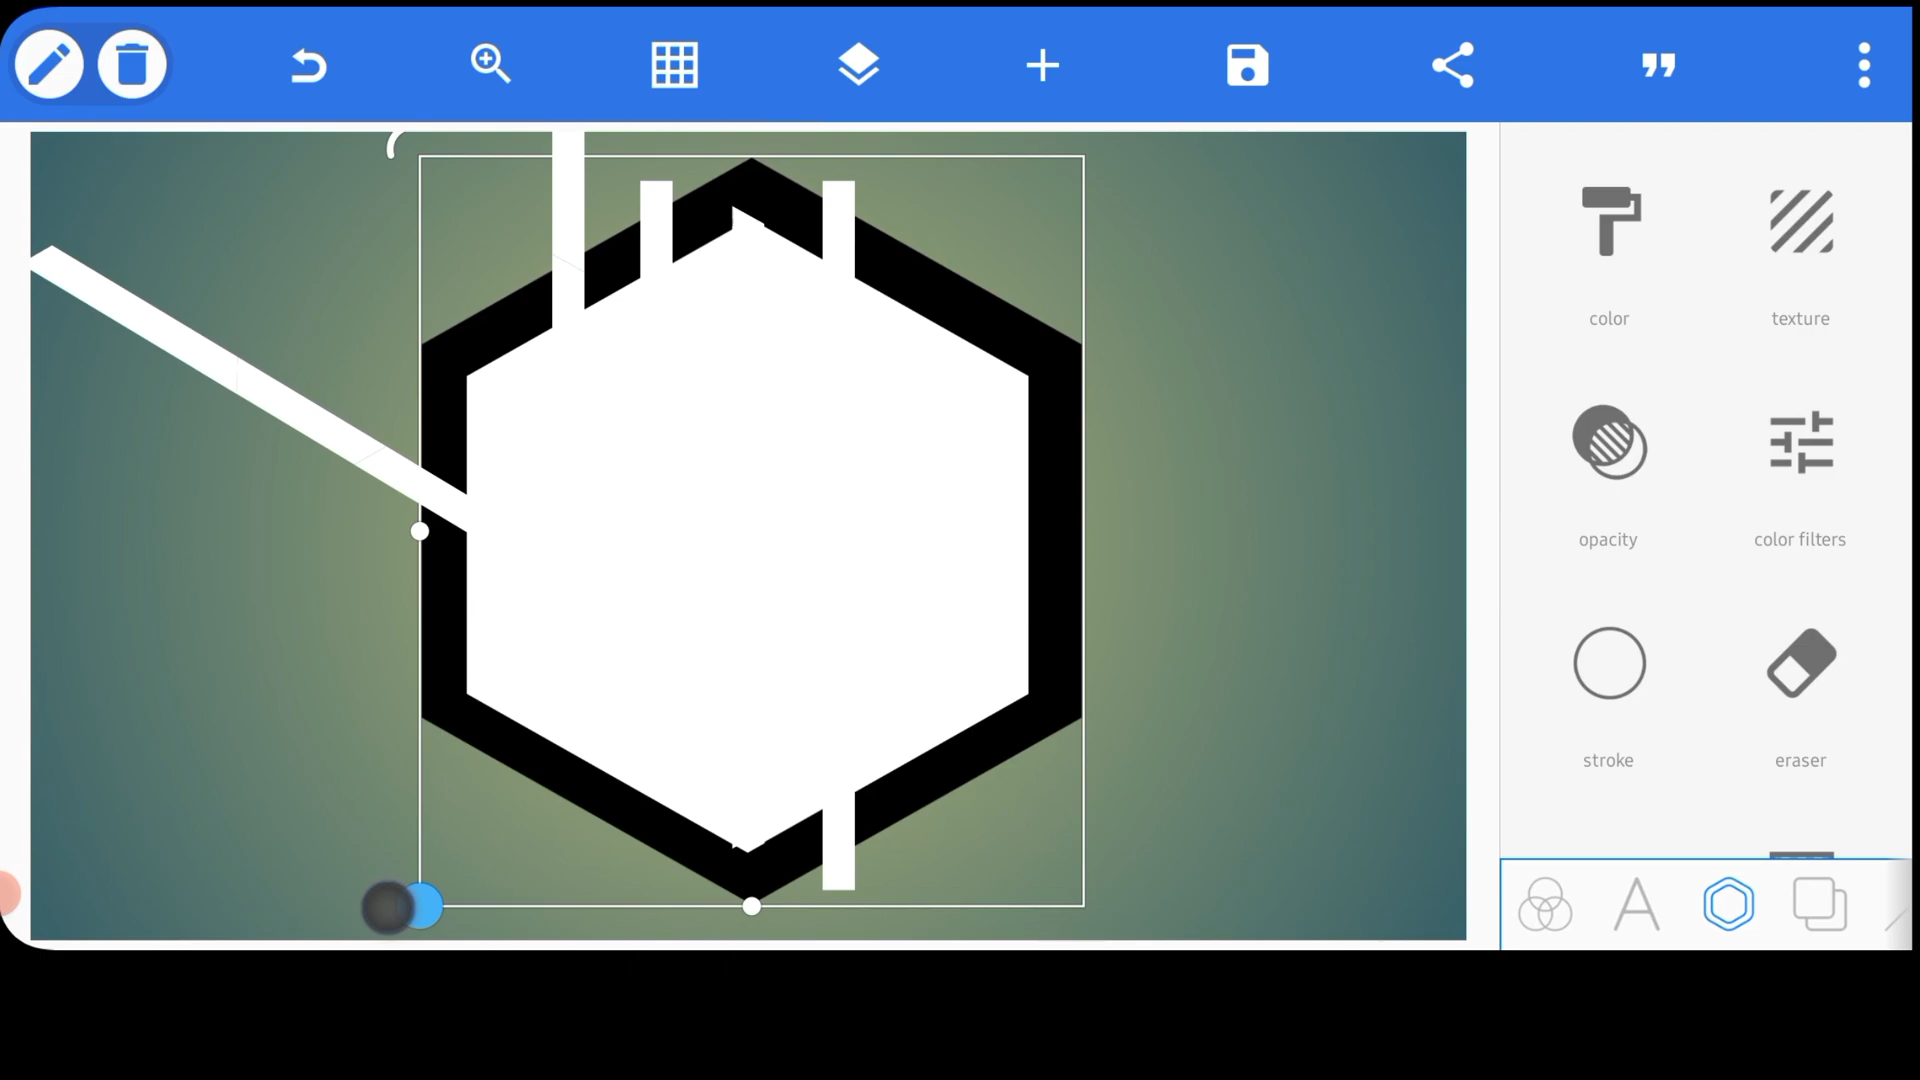 color
texture
opacity
color filters
stroke
eraser